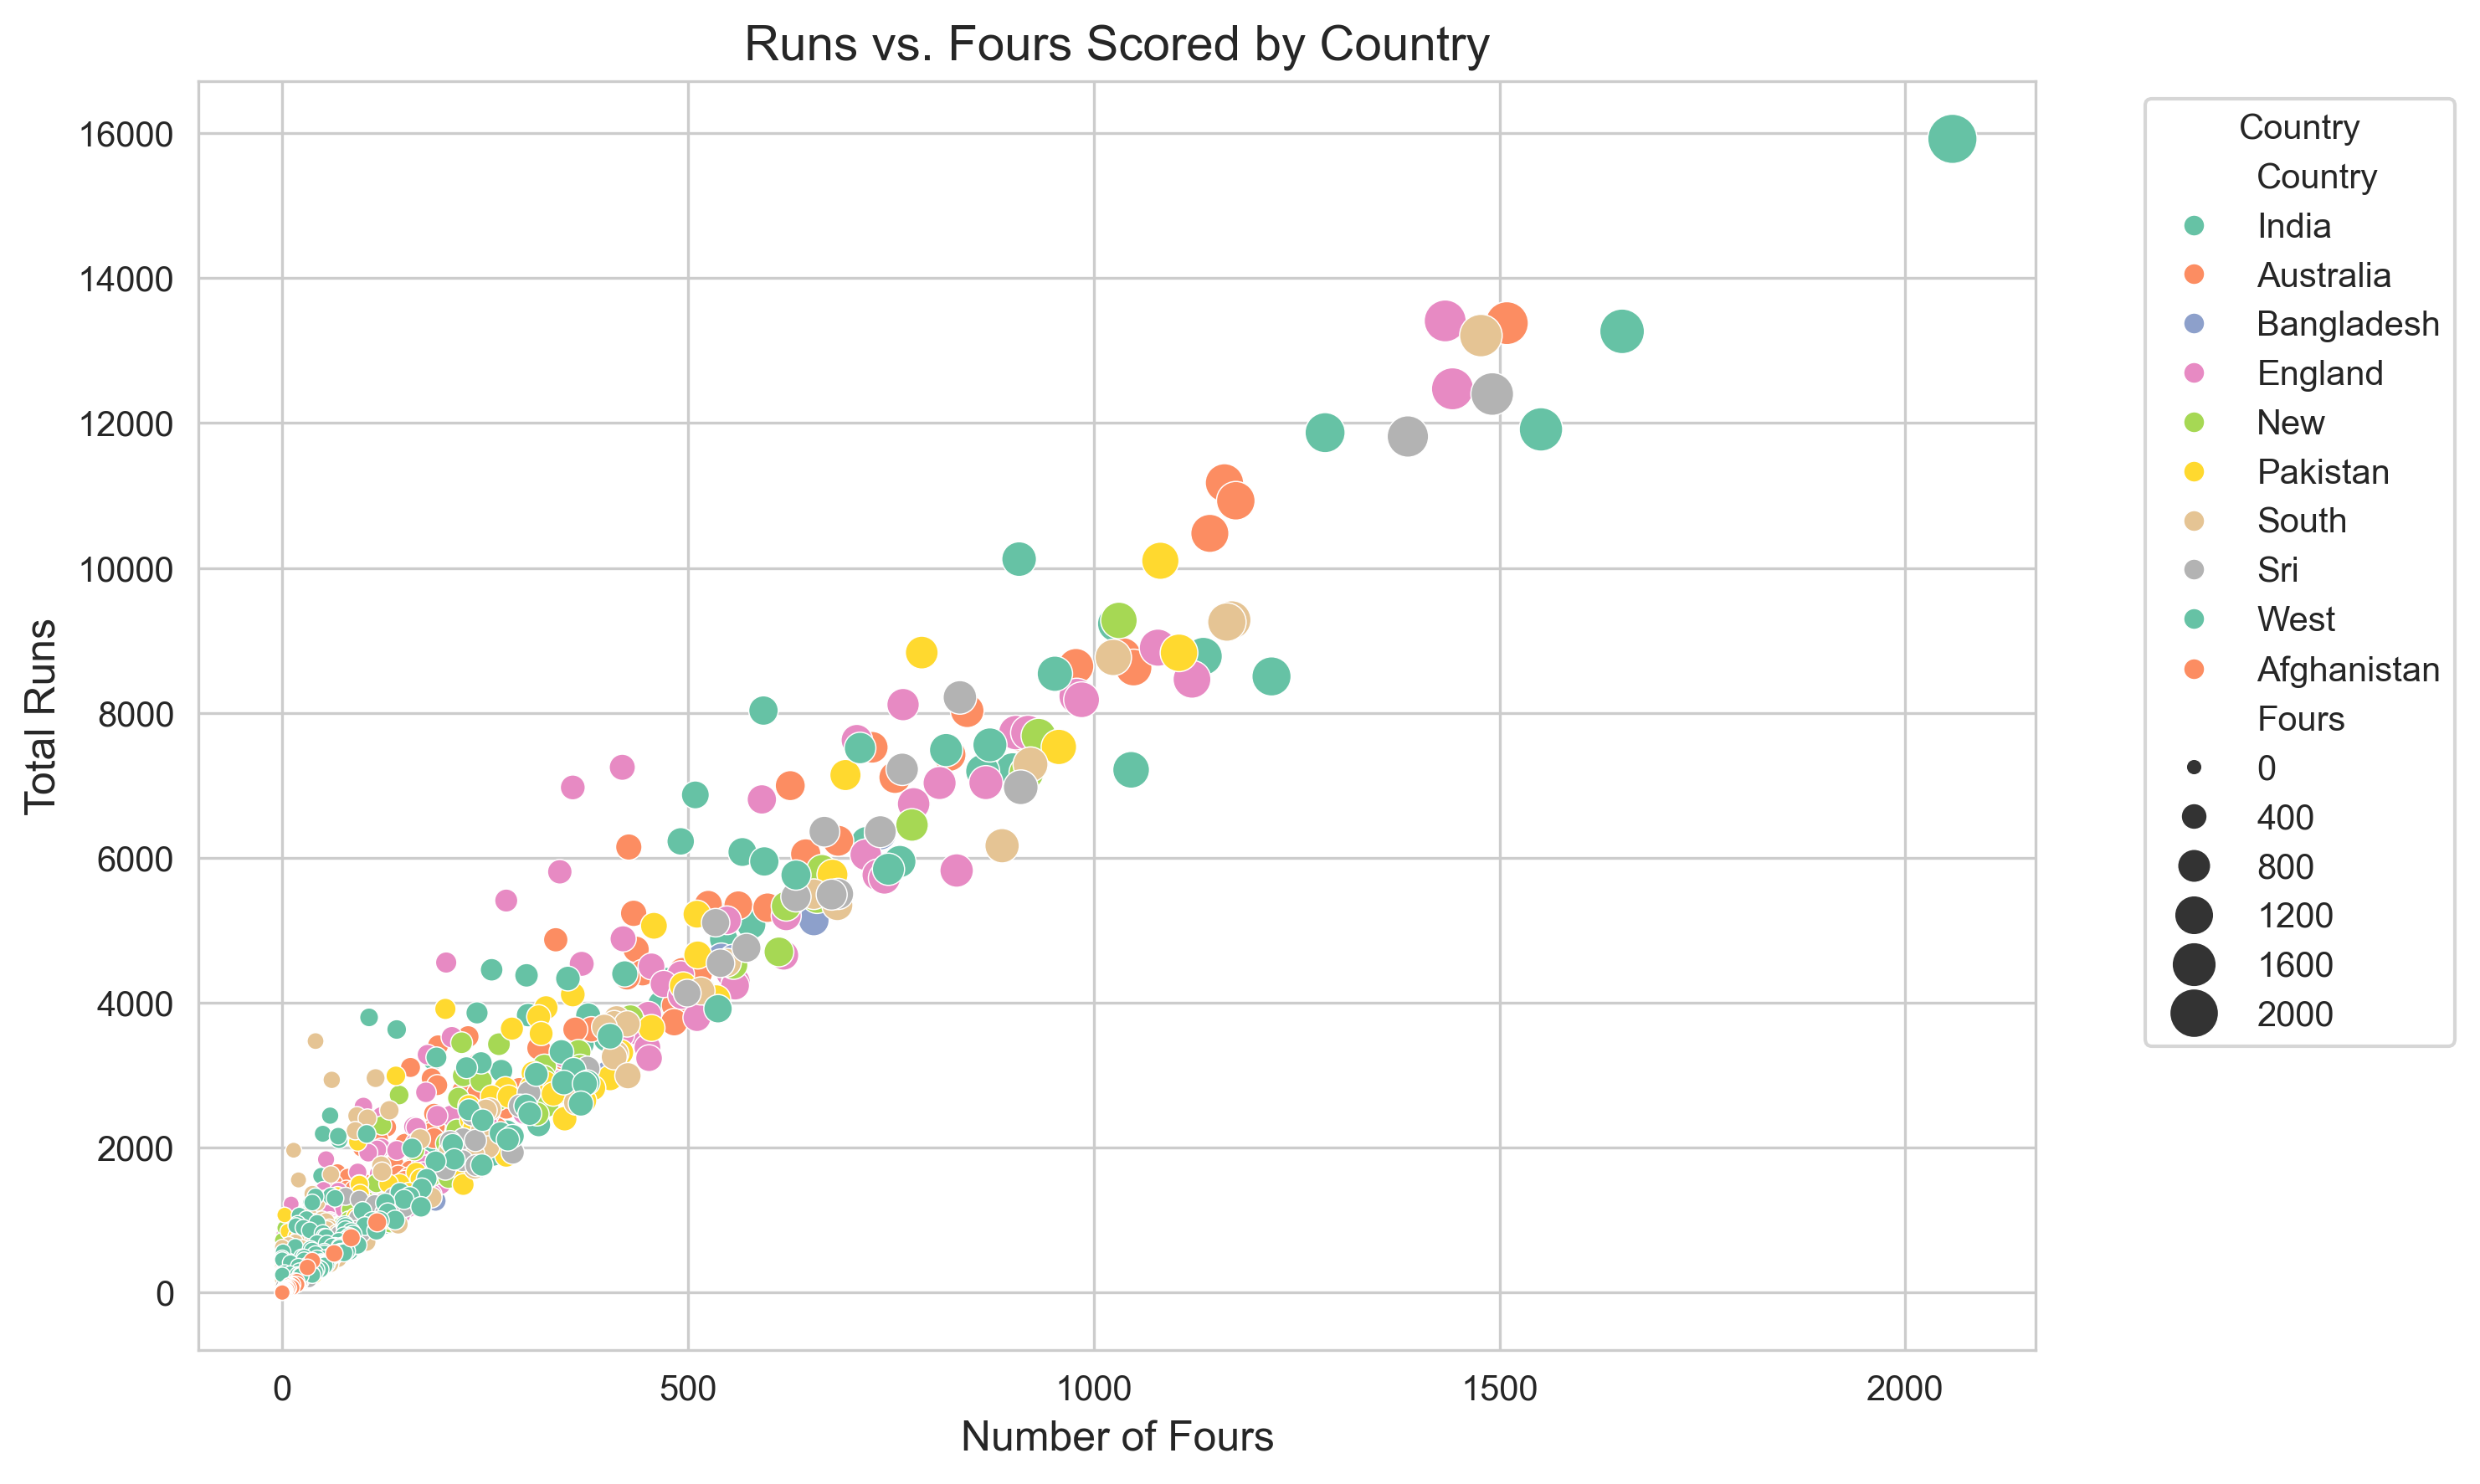 Runs vs. Fours Scored by Country
Total Runs
16000
14000
12000
10000
8000
6000
4000
2000
0
0 500 1000 1500 2000
Number of Fours
Country
Country
India
Australia
Bangladesh
England
New
Pakistan
South
Sri
West
Afghanistan
Fours
0
400
800
1200
1600
2000